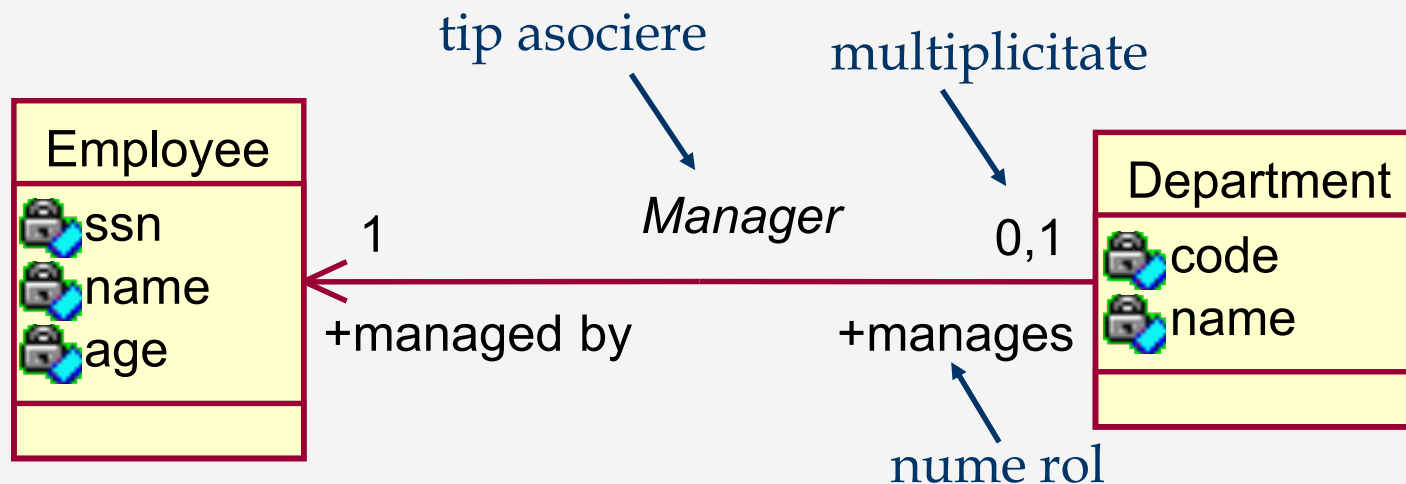 tip asociere
multiplicitate
Employee
ssn
name
age
1
Manager
0,1
+managed by
+manages
Department
code
name
nume rol